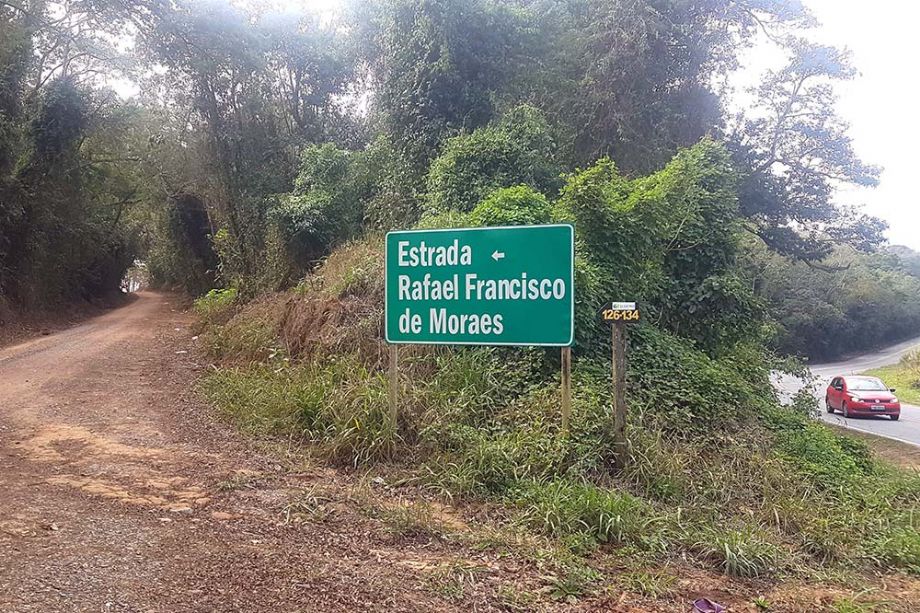 Estrada ←
Rafael Francisco
de Moraes
126-134